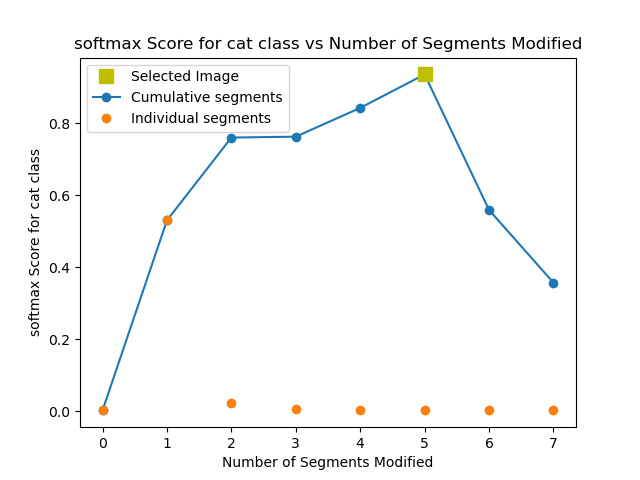 softmax Score for cat class vs Number of Segments Modified
Selected Image
Cumulative segments
Individual segments
softmax Score for cat class
0.8
0.6
0.4
0.2
0.0
0 1 2 3 4 5 6 7
Number of Segments Modified